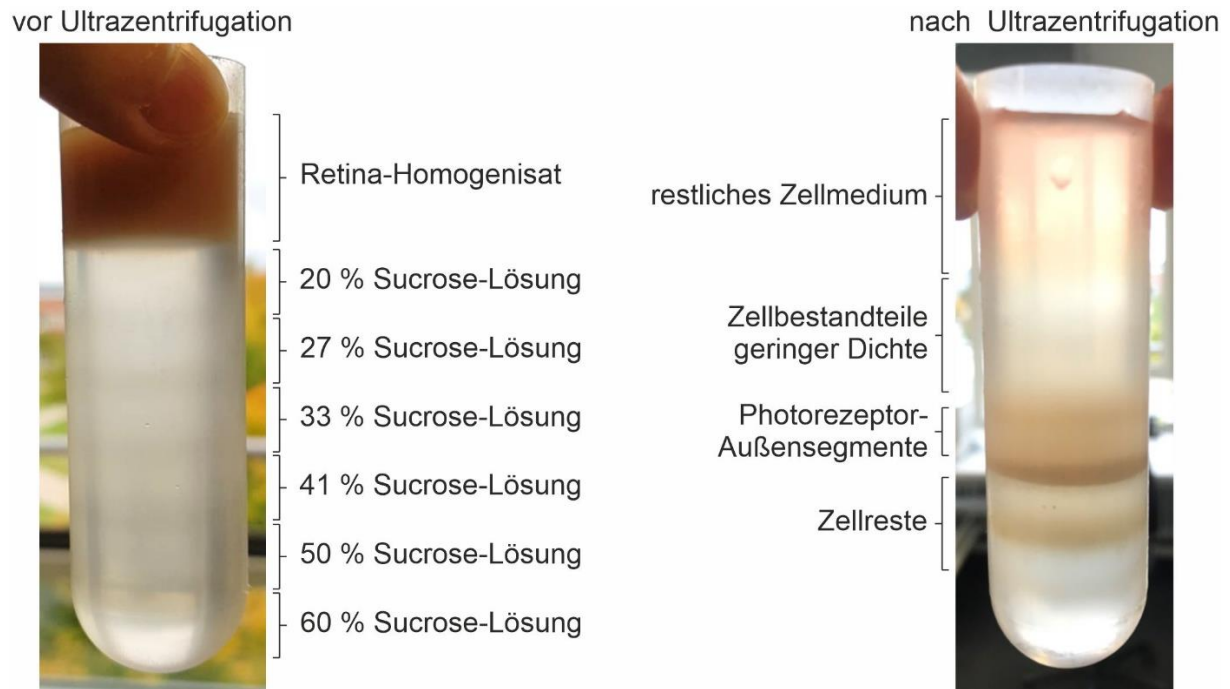 vor Ultrazentrifugation
nach Ultrazentrifugation
Retina-Homogenisat
20 % Sucrose-Lösung
27 % Sucrose-Lösung
33 % Sucrose-Lösung
41 % Sucrose-Lösung
50 % Sucrose-Lösung
60 % Sucrose-Lösung
restliches Zellmedium
Zellbestandteile
geringer Dichte
Photorezeptor-
Außensegmente
Zellreste